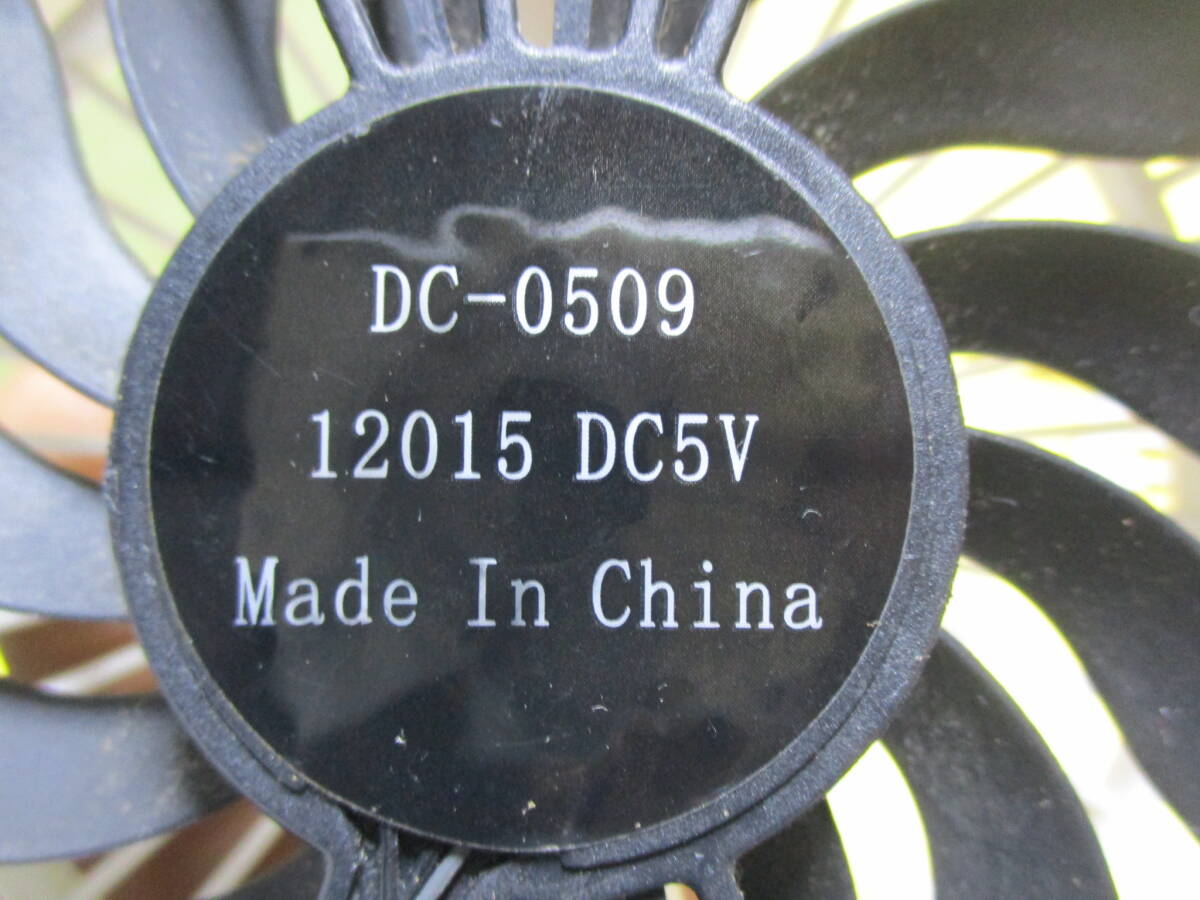 DC-0509
12015 DC5V
Made In China